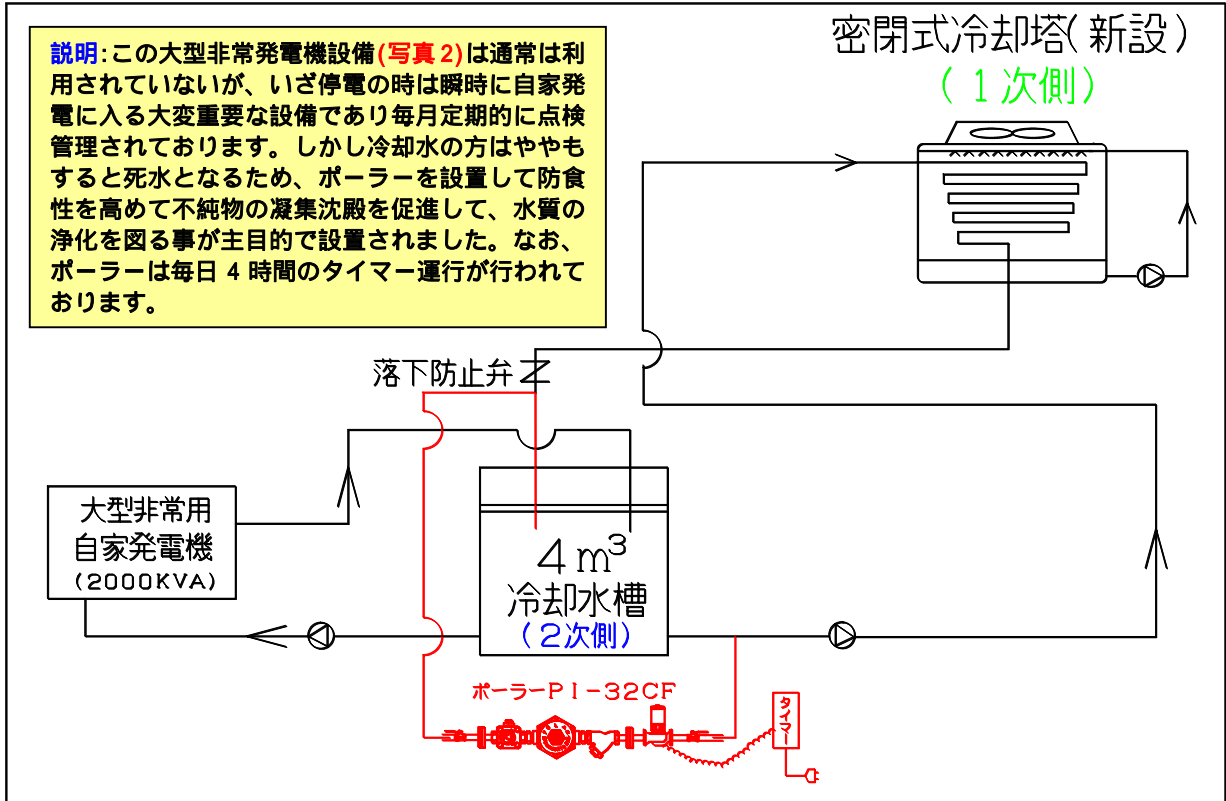 説明:この大型非常発電機設備(写真2)は通常は利
用されていないが、いざ停電の時は瞬時に自家発
電に入る大変重要な設備であり毎月定期的に点検
管理されております。しかし冷却水の方はややも
すると死水となるため、ポーラーを設置して防食
性を高めて不純物の凝集沈殿を促進して、水質の
浄化を図る事が主目的で設置されました。なお、
ポーラーは毎日4時間のタイマー運行が行われて
おります。
密閉式冷却塔(新設)
(1次側)
落下防止弁
大型非常用
自家発電機
(2000KVA)
4m³
冷却水槽
(2次側)
ポーラーPI-32CF
タイマー